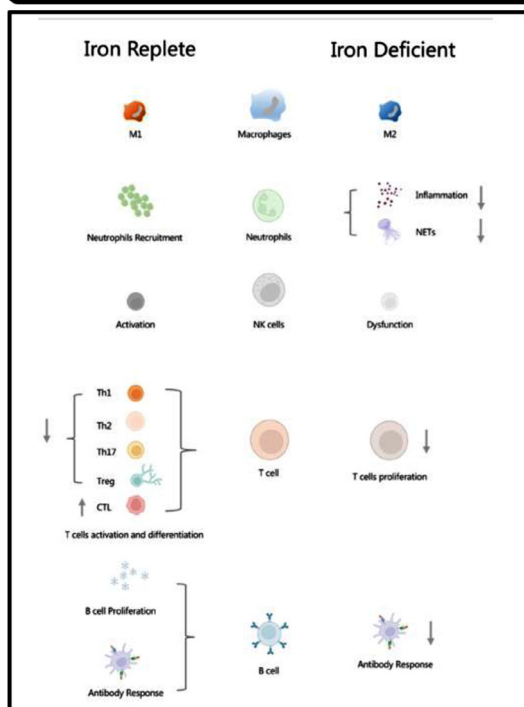 Iron Replete
Iron Deficient
M1
Macrophages
M2
Neutrophils Recruitment
Neutrophils
Inflammation
NETs
Activation
NK cells
Dysfunction
Th1
Th2
Th17
Treg
CTL
T cells activation and differentiation
T cell
T cells proliferation
B cell Proliferation
Antibody Response
B cell
Antibody Response